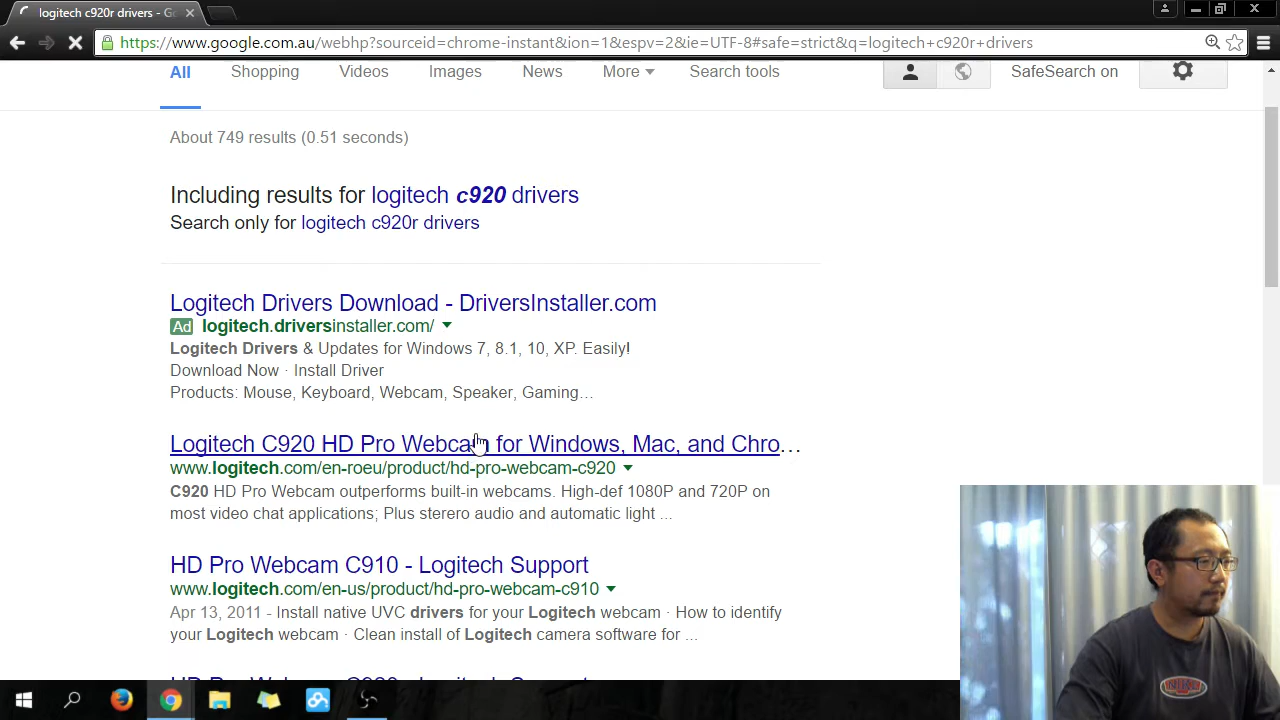 logitech c920r drivers - Go
https://www.google.com.au/webhp?sourceid=chrome-instant&ion=1&espv=2&ie=UTF-8#safe=strict&q=logitech+c920r+drivers
All Shopping Videos Images News More Search tools SafeSearch on
About 749 results (0.51 seconds)
Including results for logitech c920 drivers
Search only for logitech c920r drivers
Logitech Drivers Download - DriversInstaller.com
Ad logitech.driversinstaller.com/
Logitech Drivers & Updates for Windows 7, 8.1, 10, XP. Easily!
Download Now · Install Driver
Products: Mouse, Keyboard, Webcam, Speaker, Gaming...
Logitech C920 HD Pro Webcam for Windows, Mac, and Chro...
www.logitech.com/en-roeu/product/hd-pro-webcam-c920
C920 HD Pro Webcam outperforms built-in webcams. High-def 1080P and 720P on
most video chat applications; Plus sterero audio and automatic light ...
HD Pro Webcam C910 - Logitech Support
www.logitech.com/en-us/product/hd-pro-webcam-c910
Apr 13, 2011 - Install native UVC drivers for your Logitech webcam · How to identify
your Logitech webcam · Clean install of Logitech camera software for ...